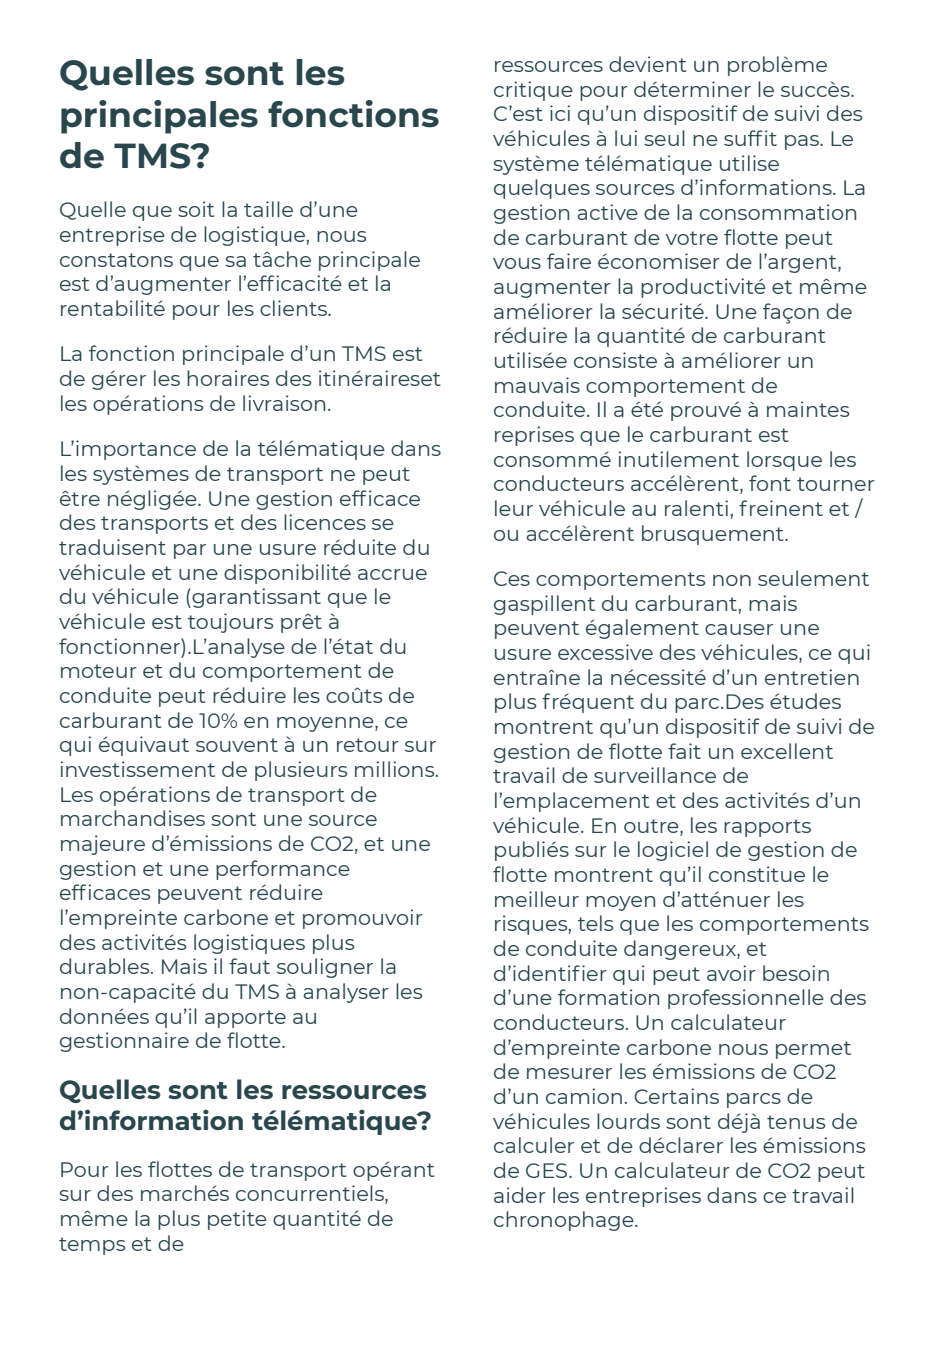 Quelles sont les
principales fonctions
de TMS?
Quelle que soit la taille d’une
entreprise de logistique, nous
constatons que sa tâche principale
est d’augmenter l’efficacité et la
rentabilité pour les clients.
La fonction principale d’un TMS est
de gérer les horaires des itinéraireset
les opérations de livraison.
L’importance de la télématique dans
les systèmes de transport ne peut
être négligée. Une gestion efficace
des transports et des licences se
traduisent par une usure réduite du
véhicule et une disponibilité accrue
du véhicule (garantissant que le
véhicule est toujours prêt à
fonctionner).L’analyse de l’état du
moteur et du comportement de
conduite peut réduire les coûts de
carburant de 10% en moyenne, ce
qui équivaut souvent à un retour sur
investissement de plusieurs millions.
Les opérations de transport de
marchandises sont une source
majeure d’émissions de CO2, et une
gestion et une performance
efficaces peuvent réduire
l’empreinte carbone et promouvoir
des activités logistiques plus
durables. Mais il faut souligner la
non-capacité du TMS à analyser les
données qu’il apporte au
gestionnaire de flotte.
Quelles sont les ressources
d’information télématique?
Pour les flottes de transport opérant
sur des marchés concurrentiels,
même la plus petite quantité de
temps et de
ressources devient un problème
critique pour déterminer le succès.
C’est ici qu’un dispositif de suivi des
véhicules à lui seul ne suffit pas. Le
système télématique utilise
quelques sources d’informations. La
gestion active de la consommation
de carburant de votre flotte peut
vous faire économiser de l’argent,
augmenter la productivité et même
améliorer la sécurité. Une façon de
réduire la quantité de carburant
utilisée consiste à améliorer un
mauvais comportement de
conduite. Il a été prouvé à maintes
reprises que le carburant est
consommé inutilement lorsque les
conducteurs accélèrent, font tourner
leur véhicule au ralenti, freinent et /
ou accélèrent brusquement.
Ces comportements non seulement
gaspillent du carburant, mais
peuvent également causer une
usure excessive des véhicules, ce qui
entraîne la nécessité d’un entretien
plus fréquent du parc.Des études
montrent qu’un dispositif de suivi de
gestion de flotte fait un excellent
travail de surveillance de
l’emplacement et des activités d’un
véhicule. En outre, les rapports
publiés sur le logiciel de gestion de
flotte montrent qu’il constitue le
meilleur moyen d’atténuer les
risques, tels que les comportements
de conduite dangereux, et
d’identifier qui peut avoir besoin
d’une formation professionnelle des
conducteurs. Un calculateur
d’empreinte carbone nous permet
de mesurer les émissions de CO2
d’un camion. Certains parcs de
véhicules lourds sont déjà tenus de
calculer et de déclarer les émissions
de GES. Un calculateur de CO2 peut
aider les entreprises dans ce travail
chronophage.